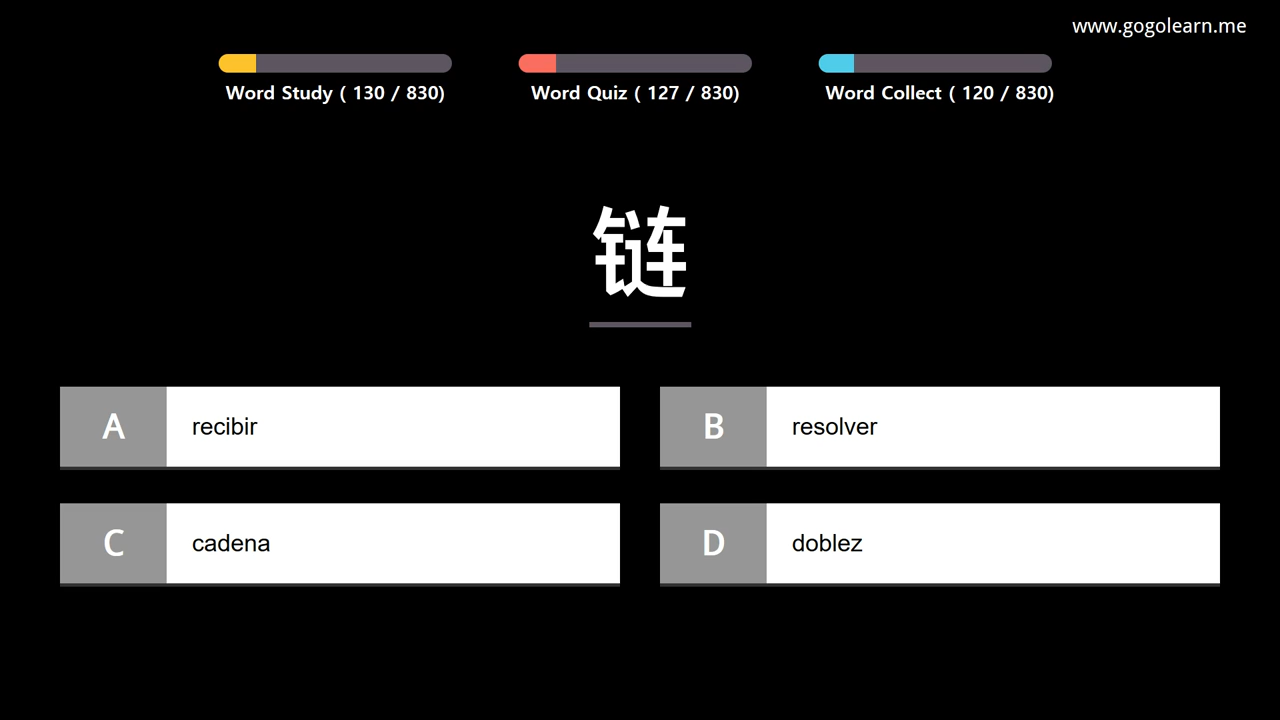 www.gogolearn.me
Word Study ( 130 / 830)
Word Quiz ( 127 / 830)
Word Collect ( 120 / 830)
链
A
recibir
B
resolver
C
cadena
D
doblez